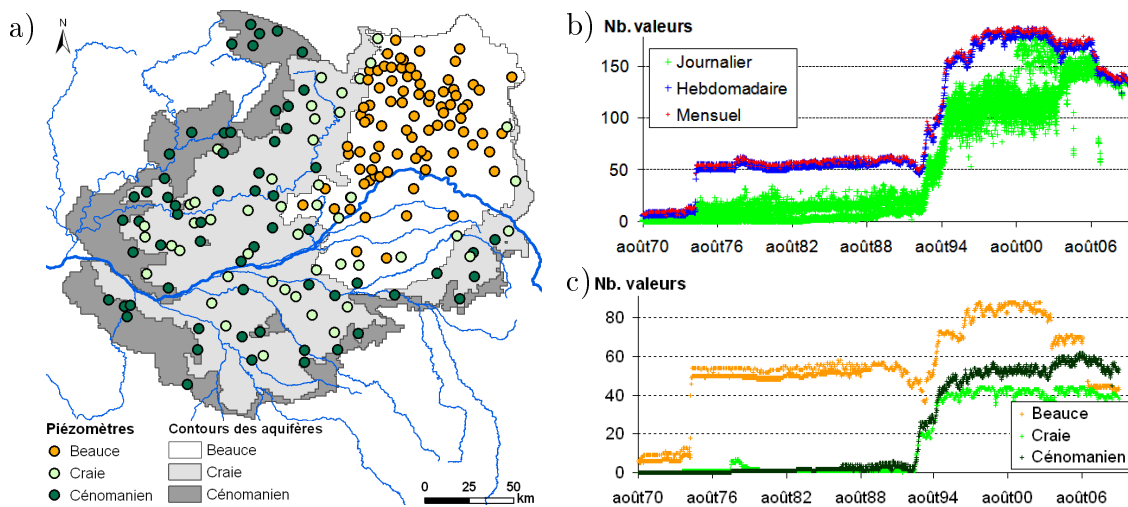 a)
N
Piézomètres
Beauce
Craie
Cénomanien
Contours des aquifères
Beauce
Craie
Cénomanien
0 25 50
km
b)
Nb. valeurs
Journalier
Hebdomadaire
Mensuel
150
100
50
0
août70 août76 août82 août88 août94 août00 août06
c)
Nb. valeurs
80
60
40
20
0
Beauce
Craie
Cénomanien
août70 août76 août82 août88 août94 août00 août06